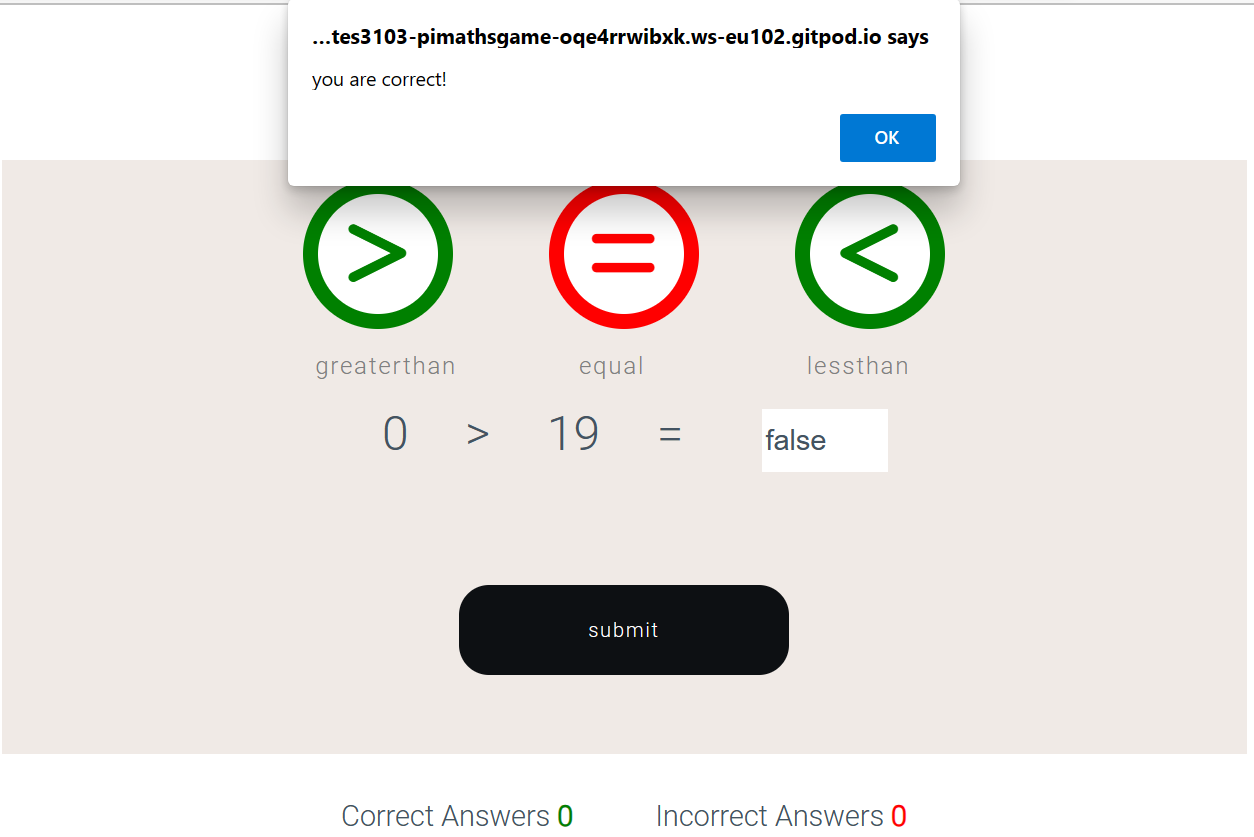 ...tes3103-pimathsgame-oqe4rrwibxk.ws-eu102.gitpod.io says
you are correct!
OK
> = <
greaterthan equal lessthan
0 > 19 = false
submit
Correct Answers 0 Incorrect Answers 0